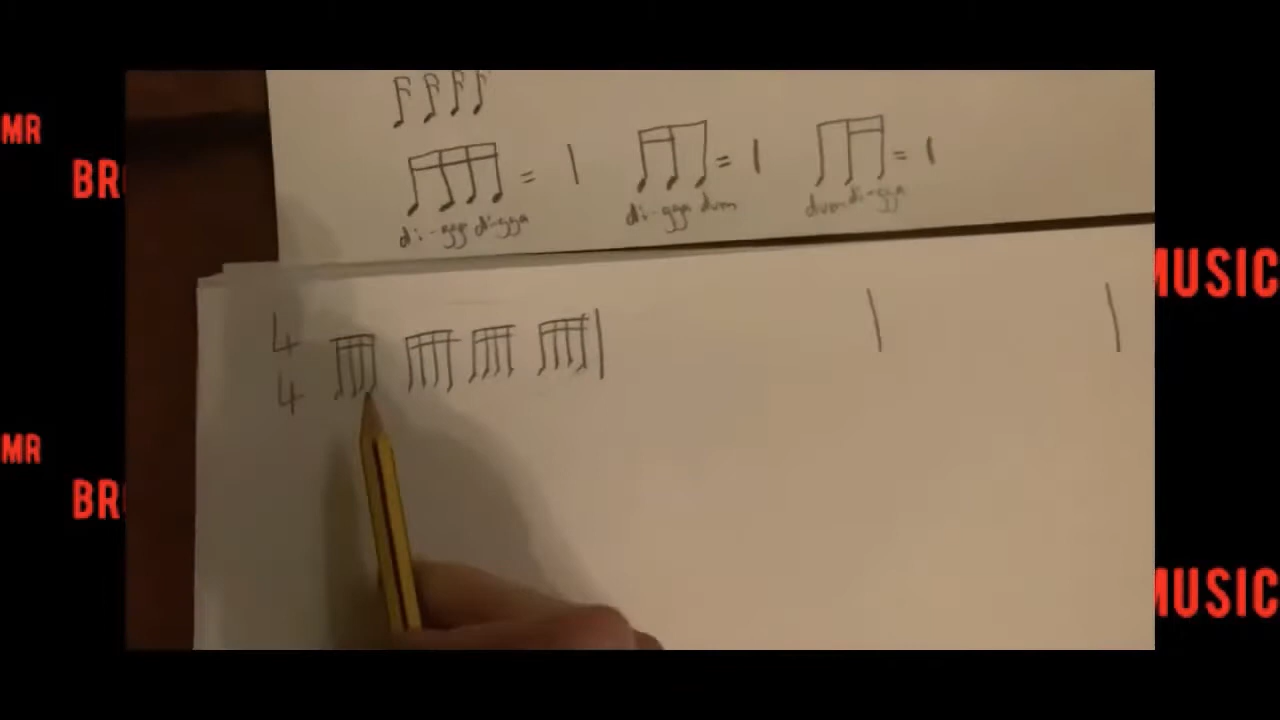 MR
BR
= 1 = 1 = 1
di-gga di-gga di-gga dum dum di-gga
MUSIC
4
4
MR
BR
MUSIC